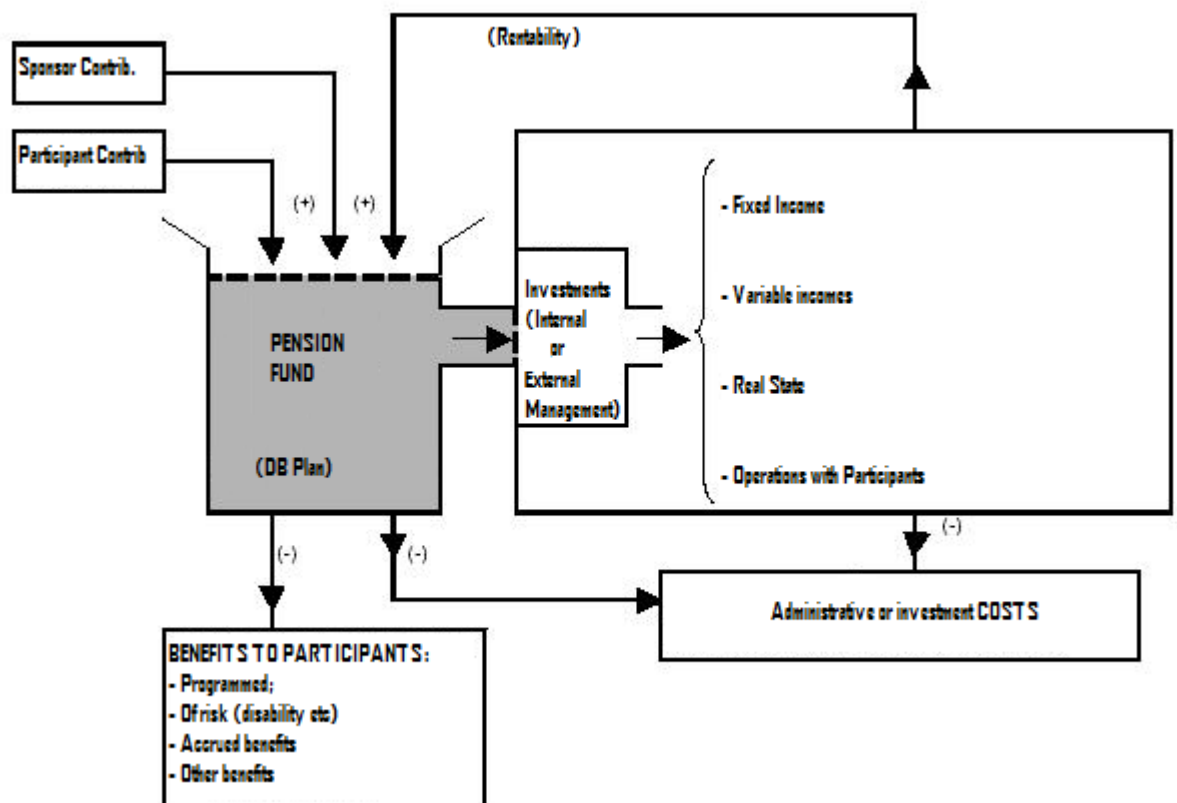 (Rentability)
Sponsor Contrib.
Participant Contrib
(+)
(+)
- Fixed Income
Investments
(Internal
or
External
Management)
- Variable incomes
PENSION
FUND
- Real State
(DB Plan)
- Operations with Participants
(-)
(-)
(-)
Administrative or investment COSTS
BENEFITS TO PARTICIPANTS:
- Programmed;
- Of risk (disability etc)
- Accrued benefits
- Other benefits